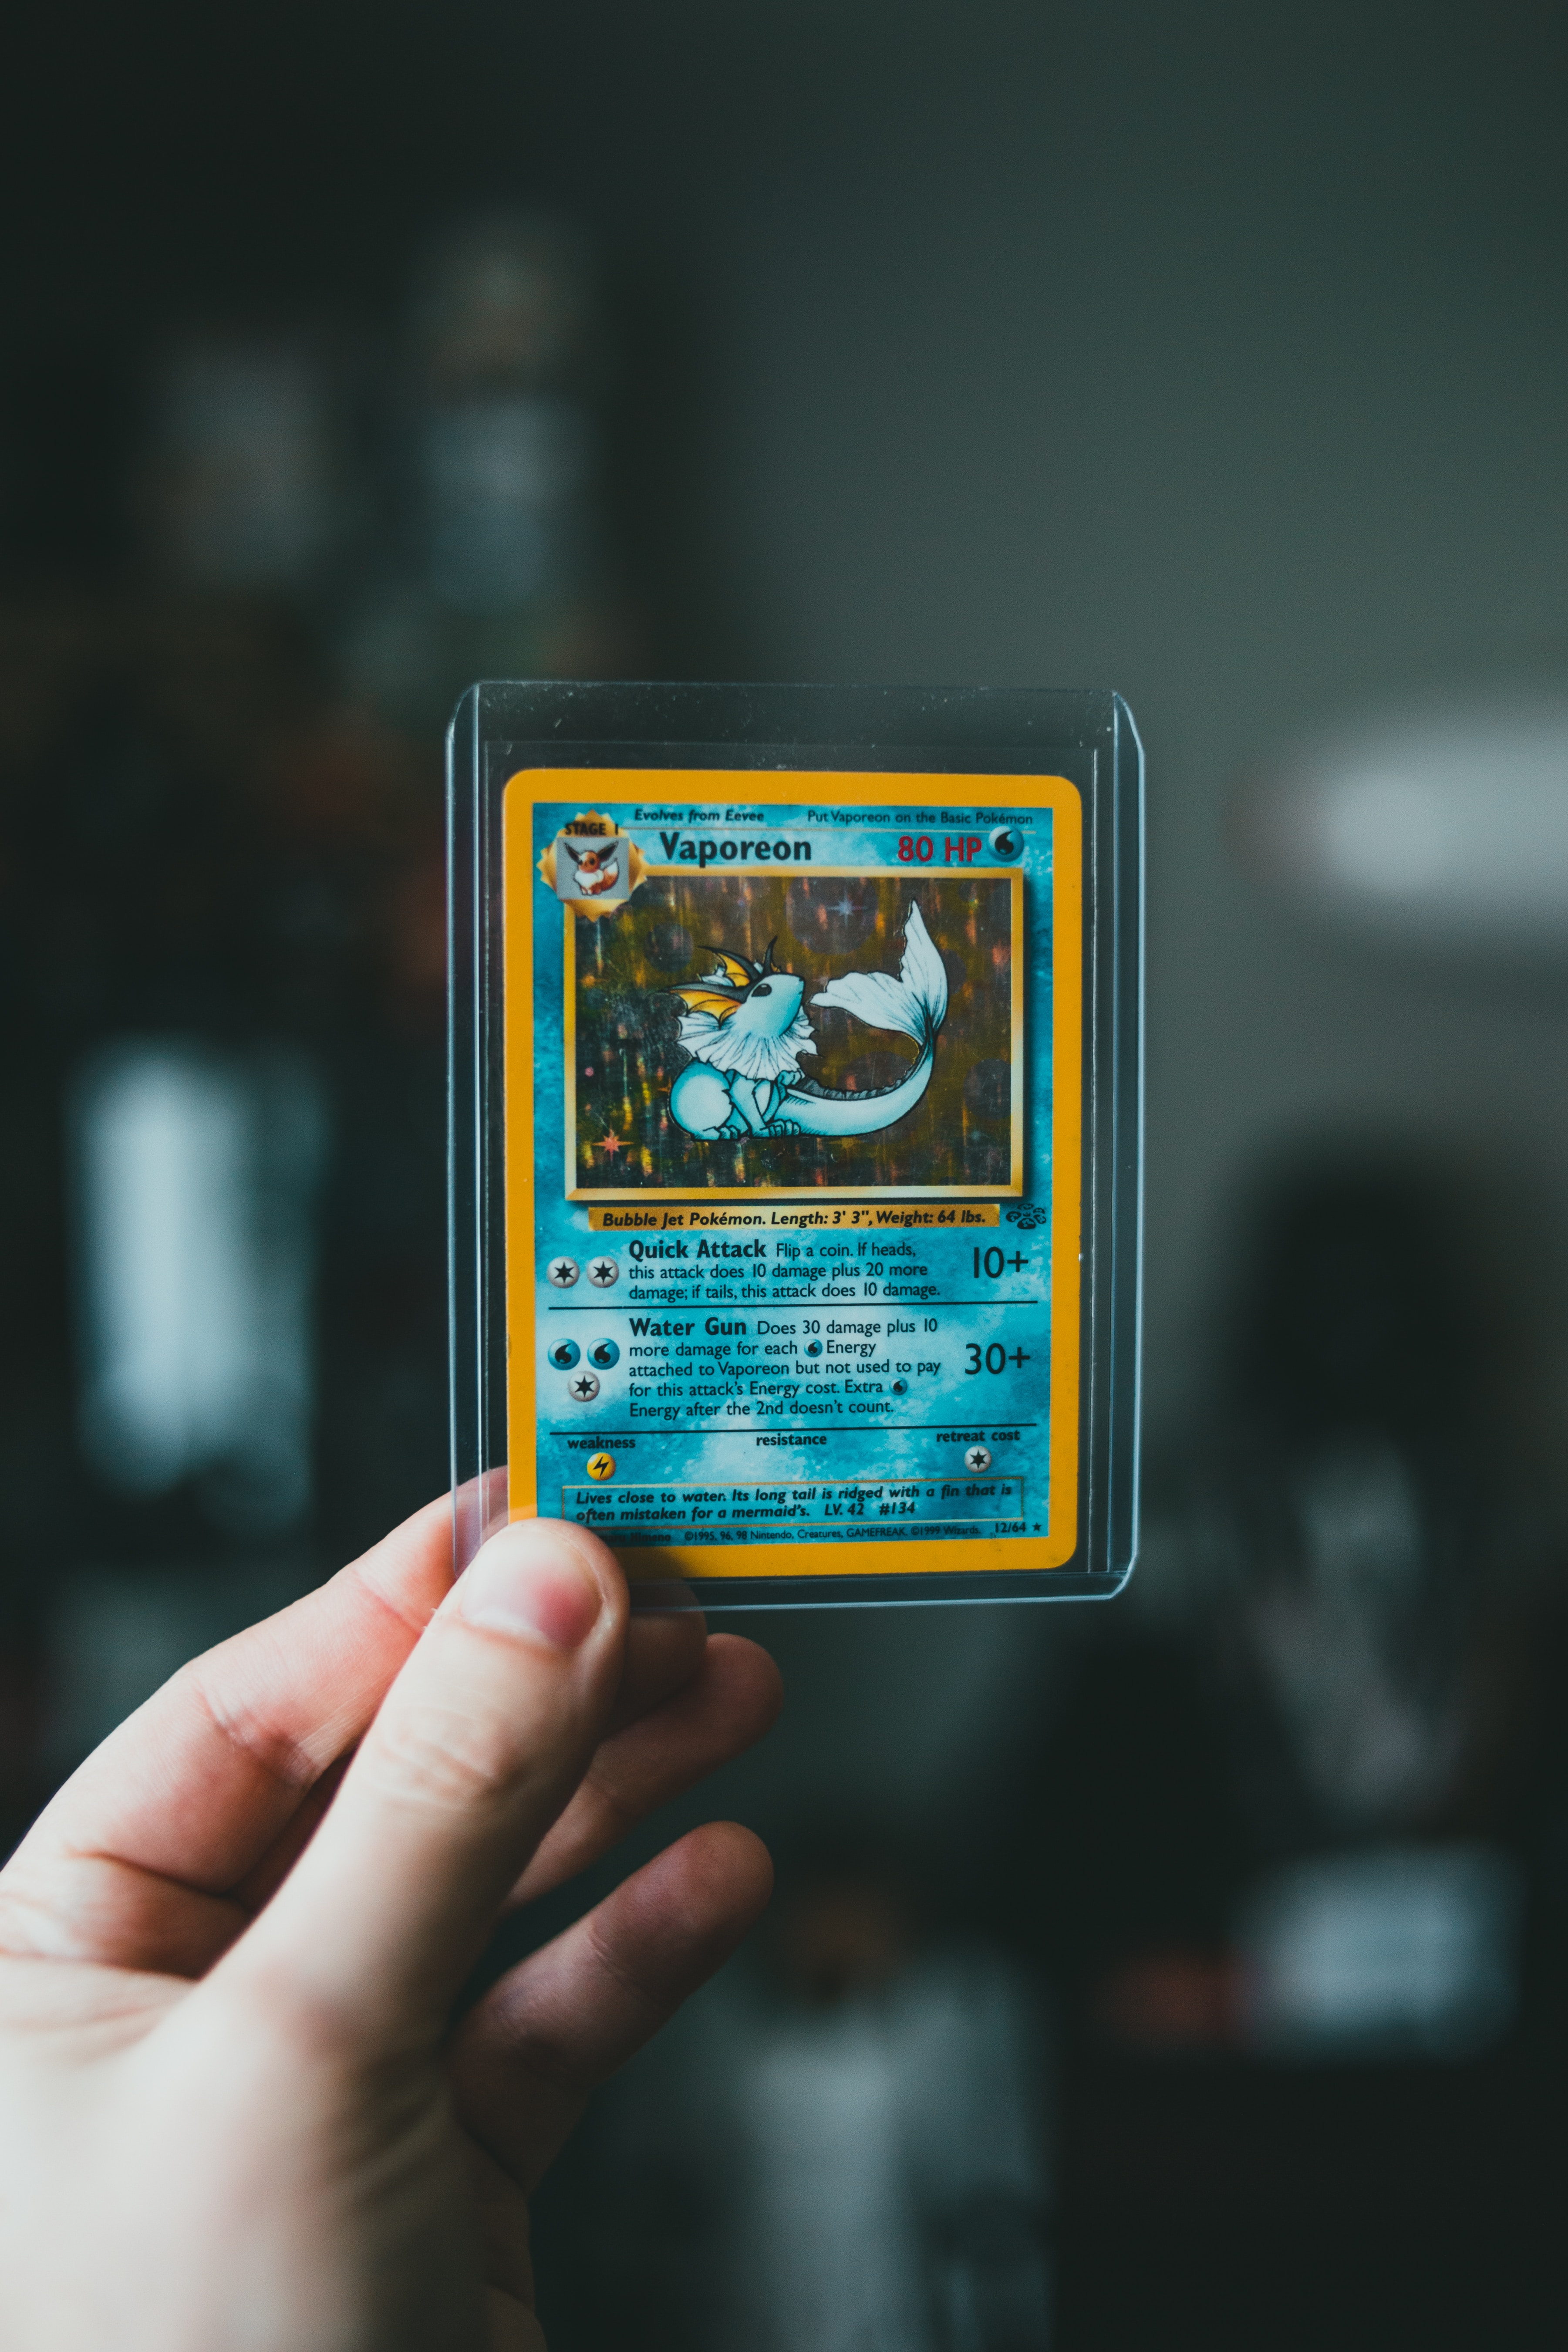 Evolves from Eevee Put Vaporeon on the Basic Pokémon
STAGE 1
Vaporeon 80 HP
Bubble Jet Pokémon. Length: 3' 3", Weight: 64 lbs.
Quick Attack Flip a coin. If heads,
this attack does 10 damage plus 20 more
damage; if tails, this attack does 10 damage.
10+
Water Gun Does 30 damage plus 10
more damage for each Energy
attached to Vaporeon but not used to pay
for this attack's Energy cost. Extra
Energy after the 2nd doesn't count.
30+
weakness resistance retreat cost
Lives close to water. Its long tail is ridged with a fin that is
often mistaken for a mermaid's. LV. 42 #134
©1995, 96, 98 Nintendo, Creatures, GAMEFREAK. ©1999 Wizards. 12/64 ★